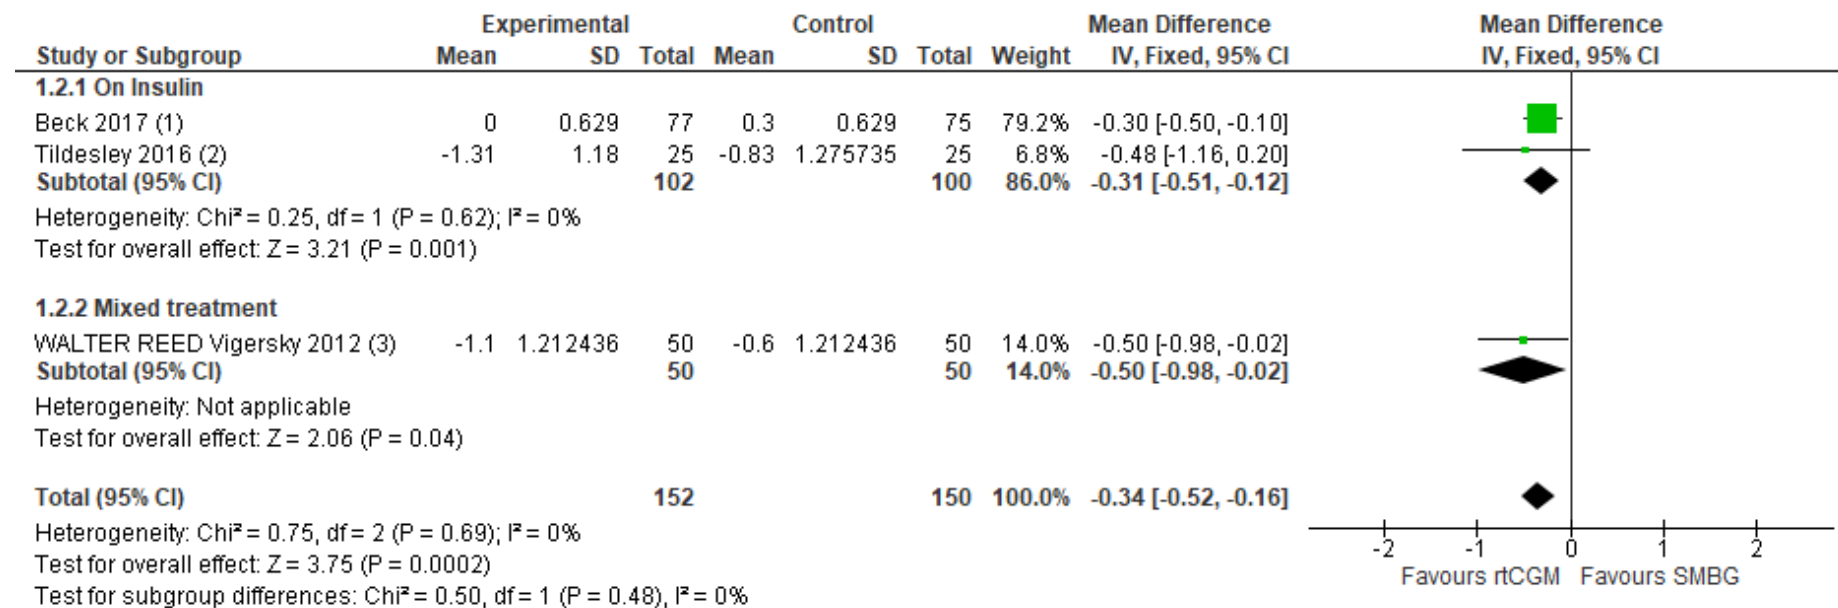 Experimental Control Mean Difference Mean Difference
Study or Subgroup Mean SD Total Mean SD Total Weight IV, Fixed, 95% CI IV, Fixed, 95% CI
1.2.1 On Insulin
Beck 2017 (1) 0 0.629 77 0.3 0.629 75 79.2% -0.30 [-0.50, -0.10]
Tildesley 2016 (2) -1.31 1.18 25 -0.83 1.275735 25 6.8% -0.48 [-1.16, 0.20]
Subtotal (95% CI) 102 100 86.0% -0.31 [-0.51, -0.12]
Heterogeneity: Chi² = 0.25, df = 1 (P = 0.62); I² = 0%
Test for overall effect: Z = 3.21 (P = 0.001)
1.2.2 Mixed treatment
WALTER REED Vigersky 2012 (3) -1.1 1.212436 50 -0.6 1.212436 50 14.0% -0.50 [-0.98, -0.02]
Subtotal (95% CI) 50 50 14.0% -0.50 [-0.98, -0.02]
Heterogeneity: Not applicable
Test for overall effect: Z = 2.06 (P = 0.04)
Total (95% CI) 152 150 100.0% -0.34 [-0.52, -0.16]
Heterogeneity: Chi² = 0.75, df = 2 (P = 0.69); I² = 0%
Test for overall effect: Z = 3.75 (P = 0.0002)
Test for subgroup differences: Chi² = 0.50, df = 1 (P = 0.48), I² = 0%
-2 -1 0 1 2
Favours rtCGM Favours SMBG